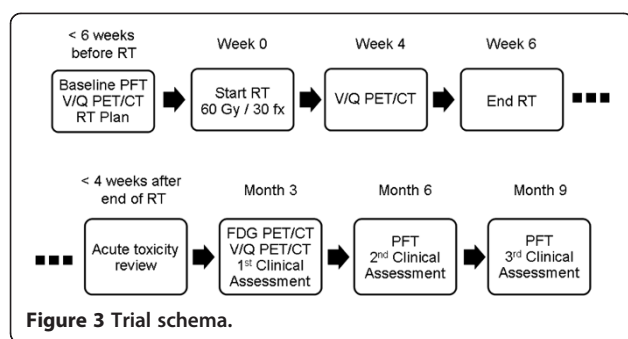 < 6 weeks
before RT
Week 0
Week 4
Week 6
Baseline PFT
V/Q PET/CT
RT Plan
Start RT
60 Gy / 30 fx
V/Q PET/CT
End RT
< 4 weeks after
end of RT
Month 3
Month 6
Month 9
Acute toxicity
review
FDG PET/CT
V/Q PET/CT
1st Clinical
Assessment
PFT
2nd Clinical
Assessment
PFT
3rd Clinical
Assessment
Figure 3 Trial schema.